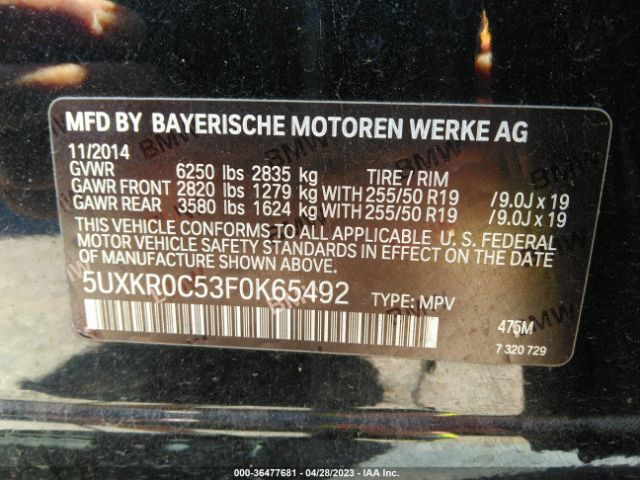 MFD BY BAYERISCHE MOTOREN WERKE AG
11/2014
GVWR 6250 lbs 2835 kg TIRE / RIM
GAWR FRONT 2820 lbs 1279 kg WITH 255/50 R19 /9.0J x 19
GAWR REAR 3580 lbs 1624 kg WITH 255/50 R19 /9.0J x 19
THIS VEHICLE CONFORMS TO ALL APPLICABLE U. S. FEDERAL
MOTOR VEHICLE SAFETY STANDARDS IN EFFECT ON THE DATE
OF MANUFACTURE SHOWN ABOVE.
5UXKR0C53F0K65492 TYPE: MPV
475M
7 320 729
000-36477681 | 04/28/2023 | IAA Inc.